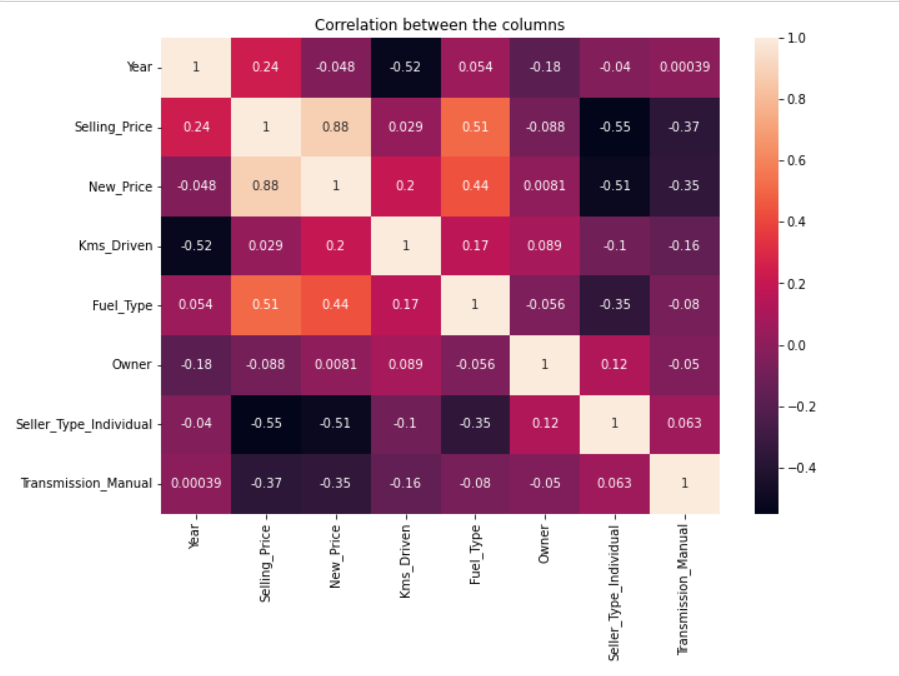 Correlation between the columns
Year 1 0.24 -0.048 -0.52 0.054 -0.18 -0.04 0.00039
Selling_Price 0.24 1 0.88 0.029 0.51 -0.088 -0.55 -0.37
New_Price -0.048 0.88 1 0.2 0.44 0.0081 -0.51 -0.35
Kms_Driven -0.52 0.029 0.2 1 0.17 0.089 -0.1 -0.16
Fuel_Type 0.054 0.51 0.44 0.17 1 -0.056 -0.35 -0.08
Owner -0.18 -0.088 0.0081 0.089 -0.056 1 0.12 -0.05
Seller_Type_Individual -0.04 -0.55 -0.51 -0.1 -0.35 0.12 1 0.063
Transmission_Manual 0.00039 -0.37 -0.35 -0.16 -0.08 -0.05 0.063 1
Year
Selling_Price
New_Price
Kms_Driven
Fuel_Type
Owner
Seller_Type_Individual
Transmission_Manual
1.0
0.8
0.6
0.4
0.2
0.0
−0.2
−0.4